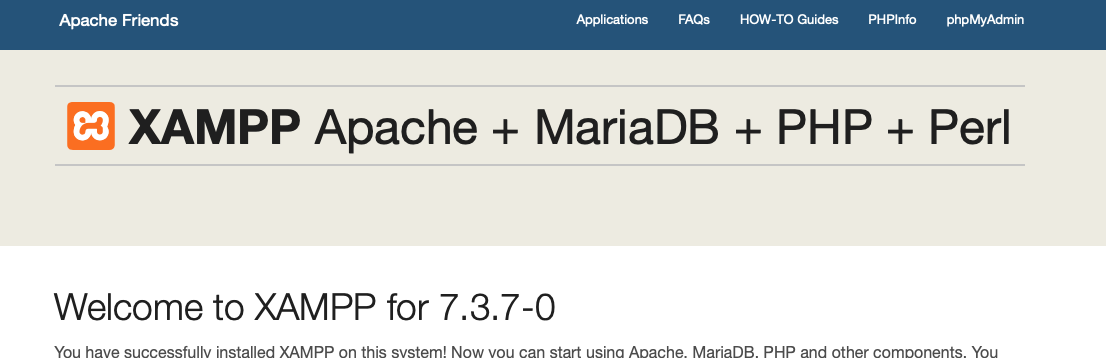 Apache Friends
Applications FAQs HOW-TO Guides PHPInfo phpMyAdmin
XAMPP Apache + MariaDB + PHP + Perl
Welcome to XAMPP for 7.3.7-0
You have successfully installed XAMPP on this system! Now you can start using Apache, MariaDB, PHP and other components. You